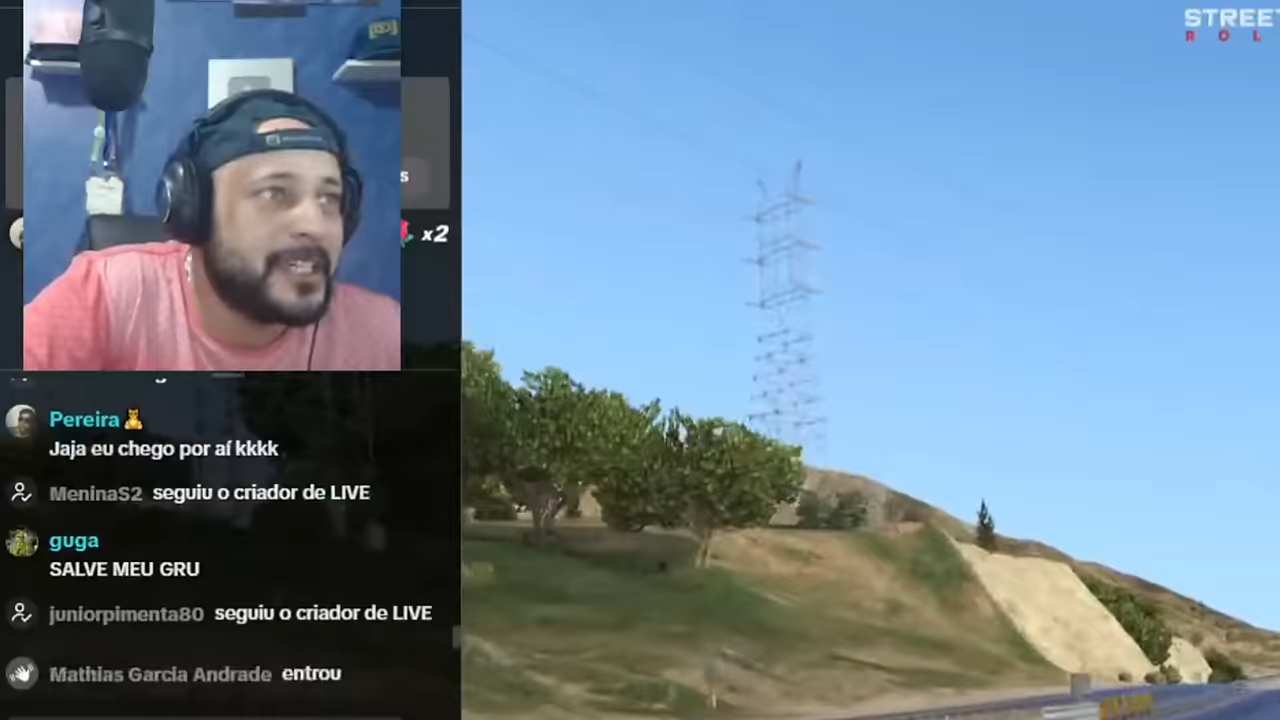 STREET
ROL
s
x2
Pereira
Jaja eu chego por aí kkkk
MeninaS2 seguiu o criador de LIVE
guga
SALVE MEU GRU
juniorpimenta80 seguiu o criador de LIVE
Mathias Garcia Andrade entrou